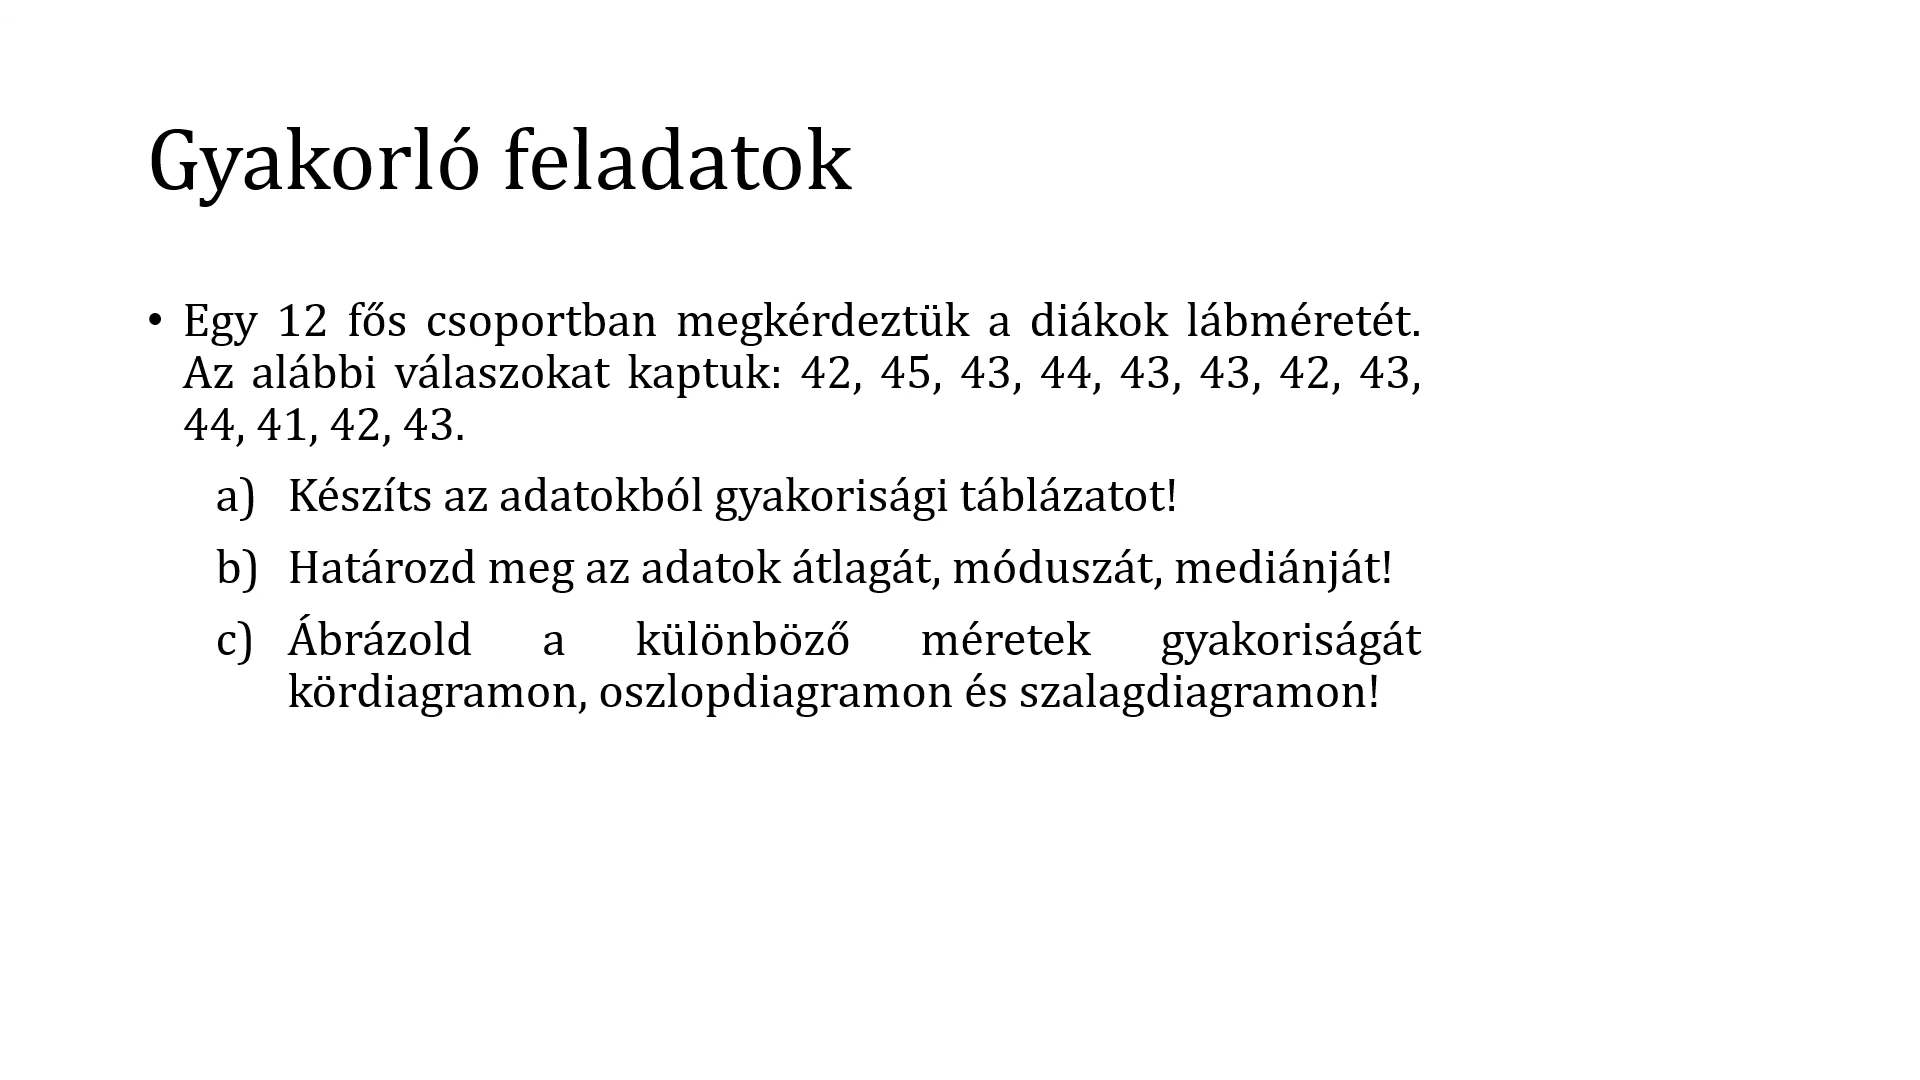 Gyakorló feladatok
• Egy 12 fős csoportban megkérdeztük a diákok lábméretét.
Az alábbi válaszokat kaptuk: 42, 45, 43, 44, 43, 43, 42, 43,
44, 41, 42, 43.
a) Készíts az adatokból gyakorisági táblázatot!
b) Határozd meg az adatok átlagát, móduszát, mediánját!
c) Ábrázold a különböző méretek gyakoriságát
kördiagramon, oszlopdiagramon és szalagdiagramon!